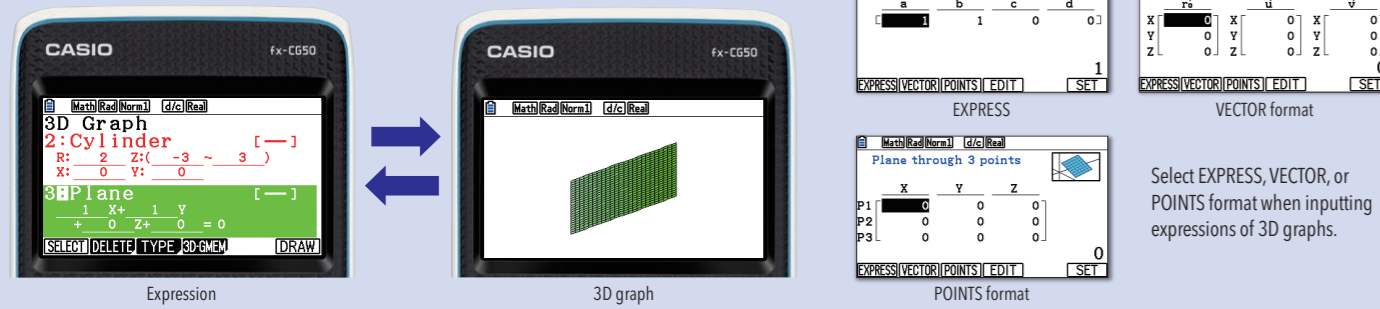 CASIO fx-CG50
Math Rad Norm1 d/c Real
3D Graph
2:Cylinder [—]
R: 2 Z:( -3 ~ 3 )
X: 0 Y: 0
3:Plane [—]
1 X+ 1 Y
+ 0 Z+ 0 = 0
SELECT DELETE TYPE 3D-GMEM DRAW
Expression
CASIO fx-CG50
Math Rad Norm1 d/c Real
3D graph
a b c d
[ 1 1 0 0 ]
1
EXPRESS VECTOR POINTS EDIT SET
EXPRESS
X [ 0 ] X [ 0 ] X [ 0
Y 0 Y 0 Y 0
Z 0 Z 0 Z 0
EXPRESS VECTOR POINTS EDIT SET
VECTOR format
Math Rad Norm1 d/c Real
Plane through 3 points
X Y Z
P1 [ 0 0 0 ]
P2 0 0 0
P3 0 0 0
0
EXPRESS VECTOR POINTS EDIT SET
POINTS format
Select EXPRESS, VECTOR, or
POINTS format when inputting
expressions of 3D graphs.